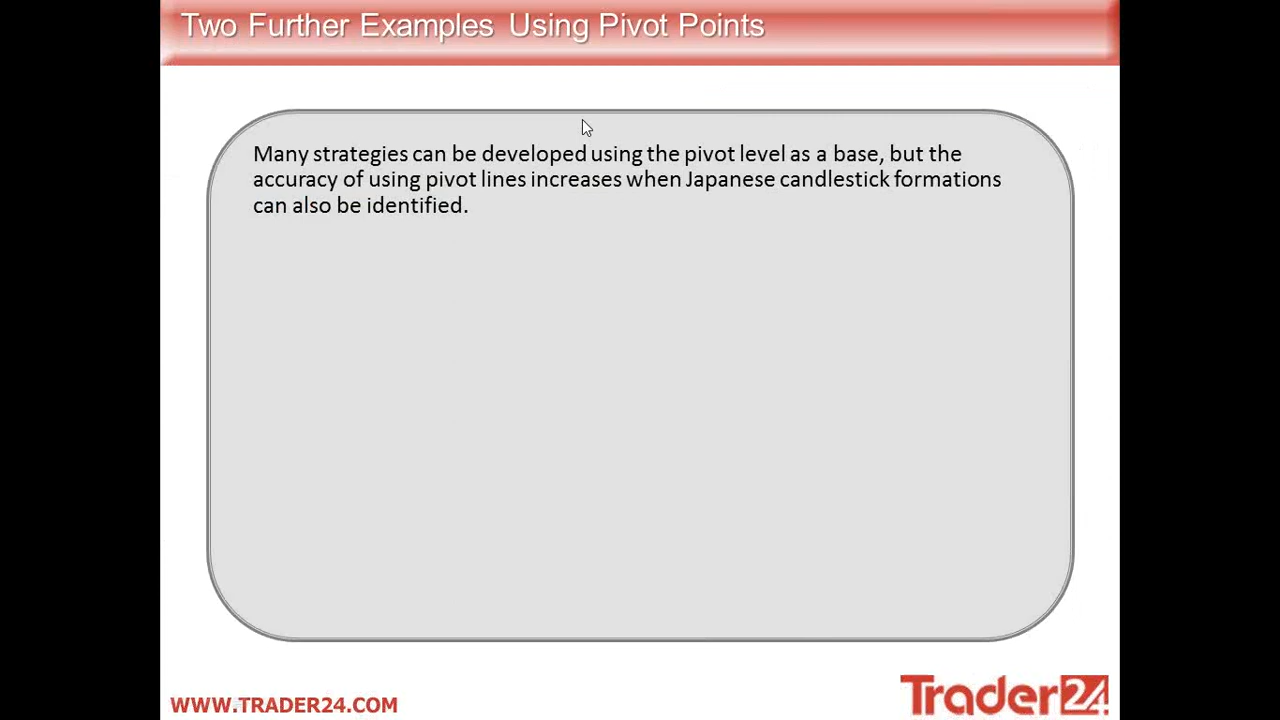 Two Further Examples Using Pivot Points
Many strategies can be developed using the pivot level as a base, but the
accuracy of using pivot lines increases when Japanese candlestick formations
can also be identified.
WWW.TRADER24.COM
Trader24